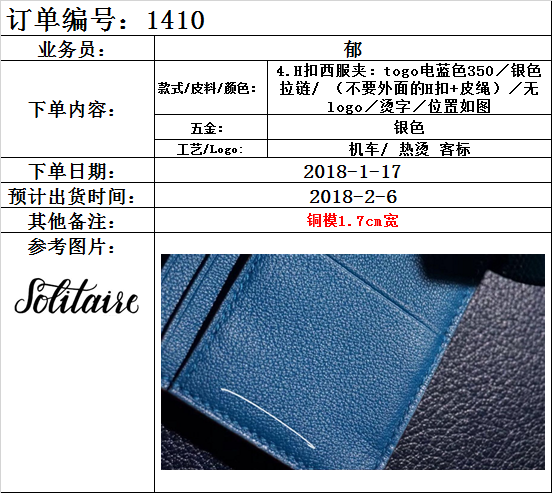 订单编号：1410
业务员：
郁
下单内容：
款式/皮料/颜色：
4.H扣西服夹：togo电蓝色350／银色
拉链/ （不要外面的H扣+皮绳）／无
logo／烫字／位置如图
五金：
银色
工艺/Logo:
机车/ 热烫 客标
下单日期：
2018-1-17
预计出货时间：
2018-2-6
其他备注：
铜模1.7cm宽
参考图片：
Solitaire